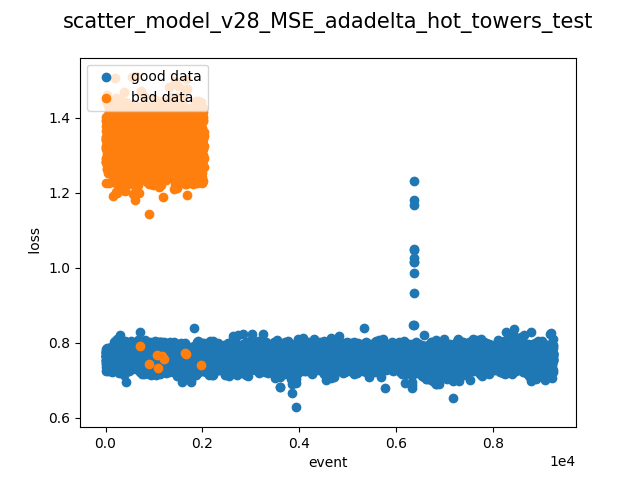 scatter_model_v28_MSE_adadelta_hot_towers_test
good data
bad data
1.4
1.2
1.0
0.8
0.6
loss
0.0 0.2 0.4 0.6 0.8
1e4
event